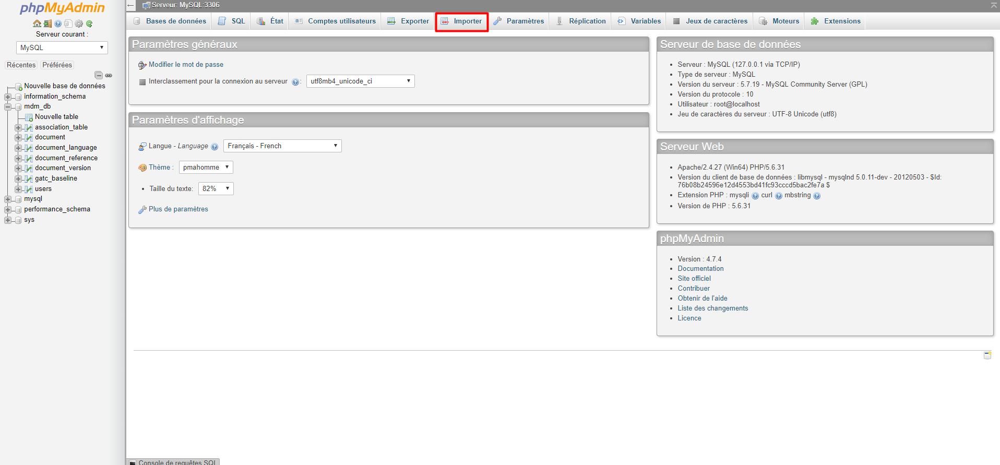 phpMyAdmin
Serveur courant :
MySQL
Récentes Préférées
Nouvelle base de données
information_schema
mdm_db
Nouvelle table
association_table
document
document_language
document_reference
document_version
gatc_baseline
users
mysql
performance_schema
sys
Serveur: MySQL:3306
Bases de données SQL État Comptes utilisateurs Exporter Importer Paramètres Réplication Variables Jeux de caractères Moteurs Extensions
Paramètres généraux
Modifier le mot de passe
Interclassement pour la connexion au serveur : utf8mb4_unicode_ci
Paramètres d'affichage
Langue - Language Français - French
Thème : pmahomme
• Taille du texte: 82%
Plus de paramètres
Serveur de base de données
• Serveur : MySQL (127.0.0.1 via TCP/IP)
• Type de serveur : MySQL
• Version du serveur : 5.7.19 - MySQL Community Server (GPL)
• Version du protocole : 10
• Utilisateur : root@localhost
• Jeu de caractères du serveur : UTF-8 Unicode (utf8)
Serveur Web
• Apache/2.4.27 (Win64) PHP/5.6.31
• Version du client de base de données : libmysql - mysqlnd 5.0.11-dev - 20120503 - $Id:
76b08b24596e12d4553bd41fc93cccd5bac2fe7a $
• Extension PHP : mysqli curl mbstring
• Version de PHP : 5.6.31
phpMyAdmin
• Version : 4.7.4
• Documentation
• Site officiel
• Contribuer
• Obtenir de l'aide
• Liste des changements
• Licence
Console de requêtes SQL